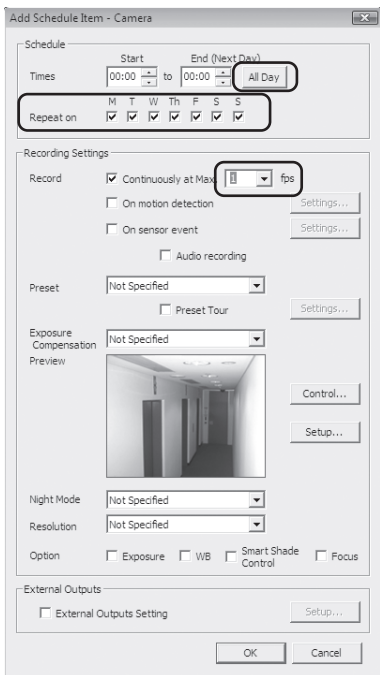 Add Schedule Item - Camera
Schedule
Start End (Next Day)
Times 00:00 to 00:00 All Day
M T W Th F S S
Repeat on
Recording Settings
Record Continuously at Max. 1 fps
On motion detection Settings...
On sensor event Settings...
Audio recording
Preset Not Specified
Preset Tour Settings...
Exposure
Compensation Not Specified
Preview
Control...
Setup...
Night Mode Not Specified
Resolution Not Specified
Option Exposure WB Smart Shade Control Focus
External Outputs
External Outputs Setting Setup...
OK Cancel